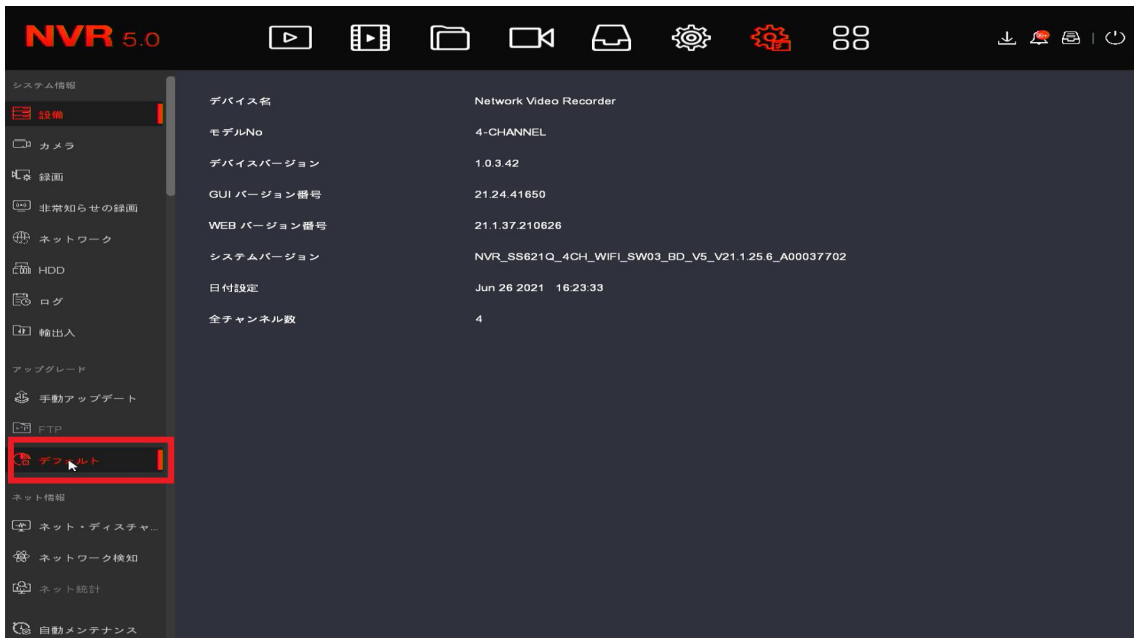 NVR 5.0
システム情報
設備
カメラ
録画
非常知らせの録画
ネットワーク
HDD
ログ
輸出入
アップグレード
手動アップデート
FTP
デフォルト
ネット情報
ネット・ディスチャ...
ネットワーク検知
ネット統計
自動メンテナンス
デバイス名 Network Video Recorder
モデルNo 4-CHANNEL
デバイスバージョン 1.0.3.42
GUI バージョン番号 21.24.41650
WEB バージョン番号 21.1.37.210626
システムバージョン NVR_SS621Q_4CH_WIFI_SW03_BD_V5_V21.1.25.6_A00037702
日付設定 Jun 26 2021 16:23:33
全チャンネル数 4